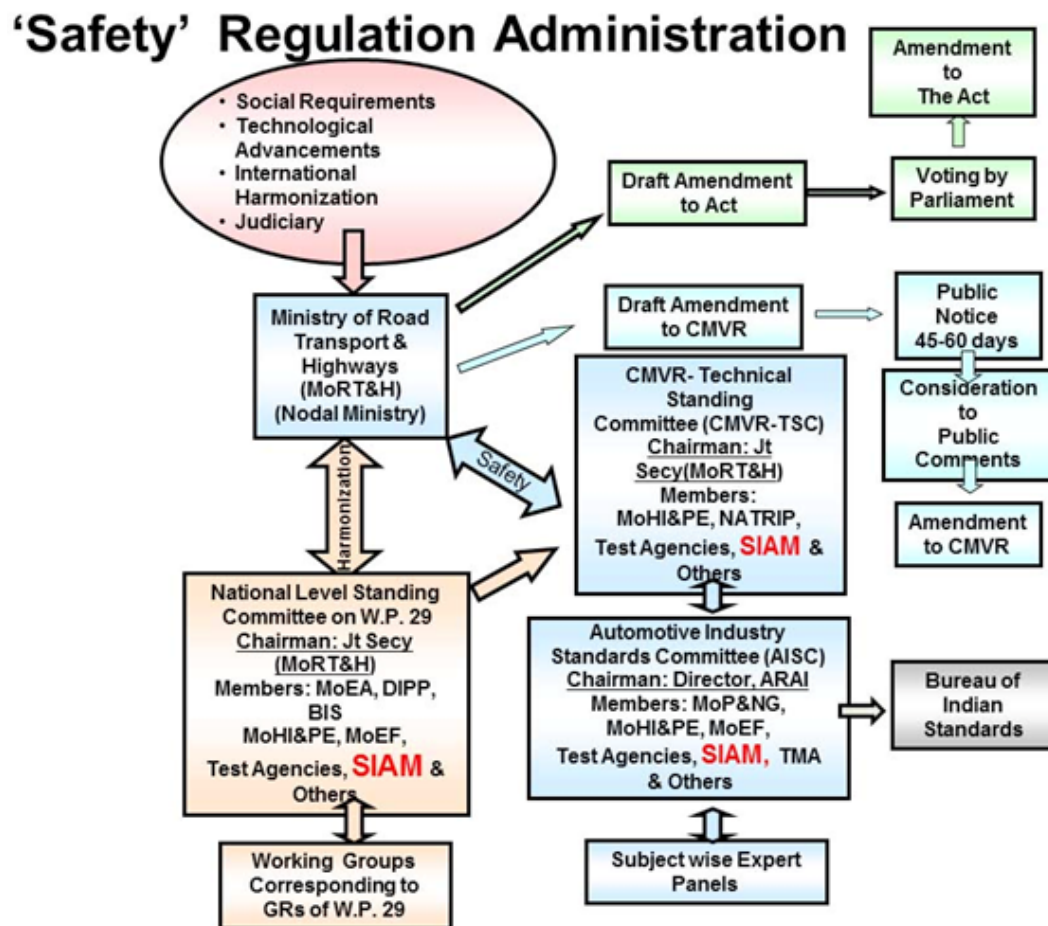 ‘Safety’ Regulation Administration
• Social Requirements
• Technological
Advancements
• International
Harmonization
• Judiciary
Amendment
to
The Act
Draft Amendment
to Act
Voting by
Parliament
Ministry of Road
Transport &
Highways
(MoRT&H)
(Nodal Ministry)
Draft Amendment
to CMVR
Public
Notice
45-60 days
Consideration
to
Public
Comments
Amendment
to CMVR
CMVR- Technical
Standing
Committee (CMVR-TSC)
Chairman: Jt
Secy(MoRT&H)
Members:
MoHI&PE, NATRIP,
Test Agencies, SIAM &
Others
Safety
Harmonization
National Level Standing
Committee on W.P. 29
Chairman: Jt Secy
(MoRT&H)
Members: MoEA, DIPP,
BIS
MoHI&PE, MoEF,
Test Agencies, SIAM &
Others
Automotive Industry
Standards Committee (AISC)
Chairman: Director, ARAI
Members: MoP&NG,
MoHI&PE, MoEF,
Test Agencies, SIAM, TMA
& Others
Bureau of
Indian
Standards
Working Groups
Corresponding to
GRs of W.P. 29
Subject wise Expert
Panels